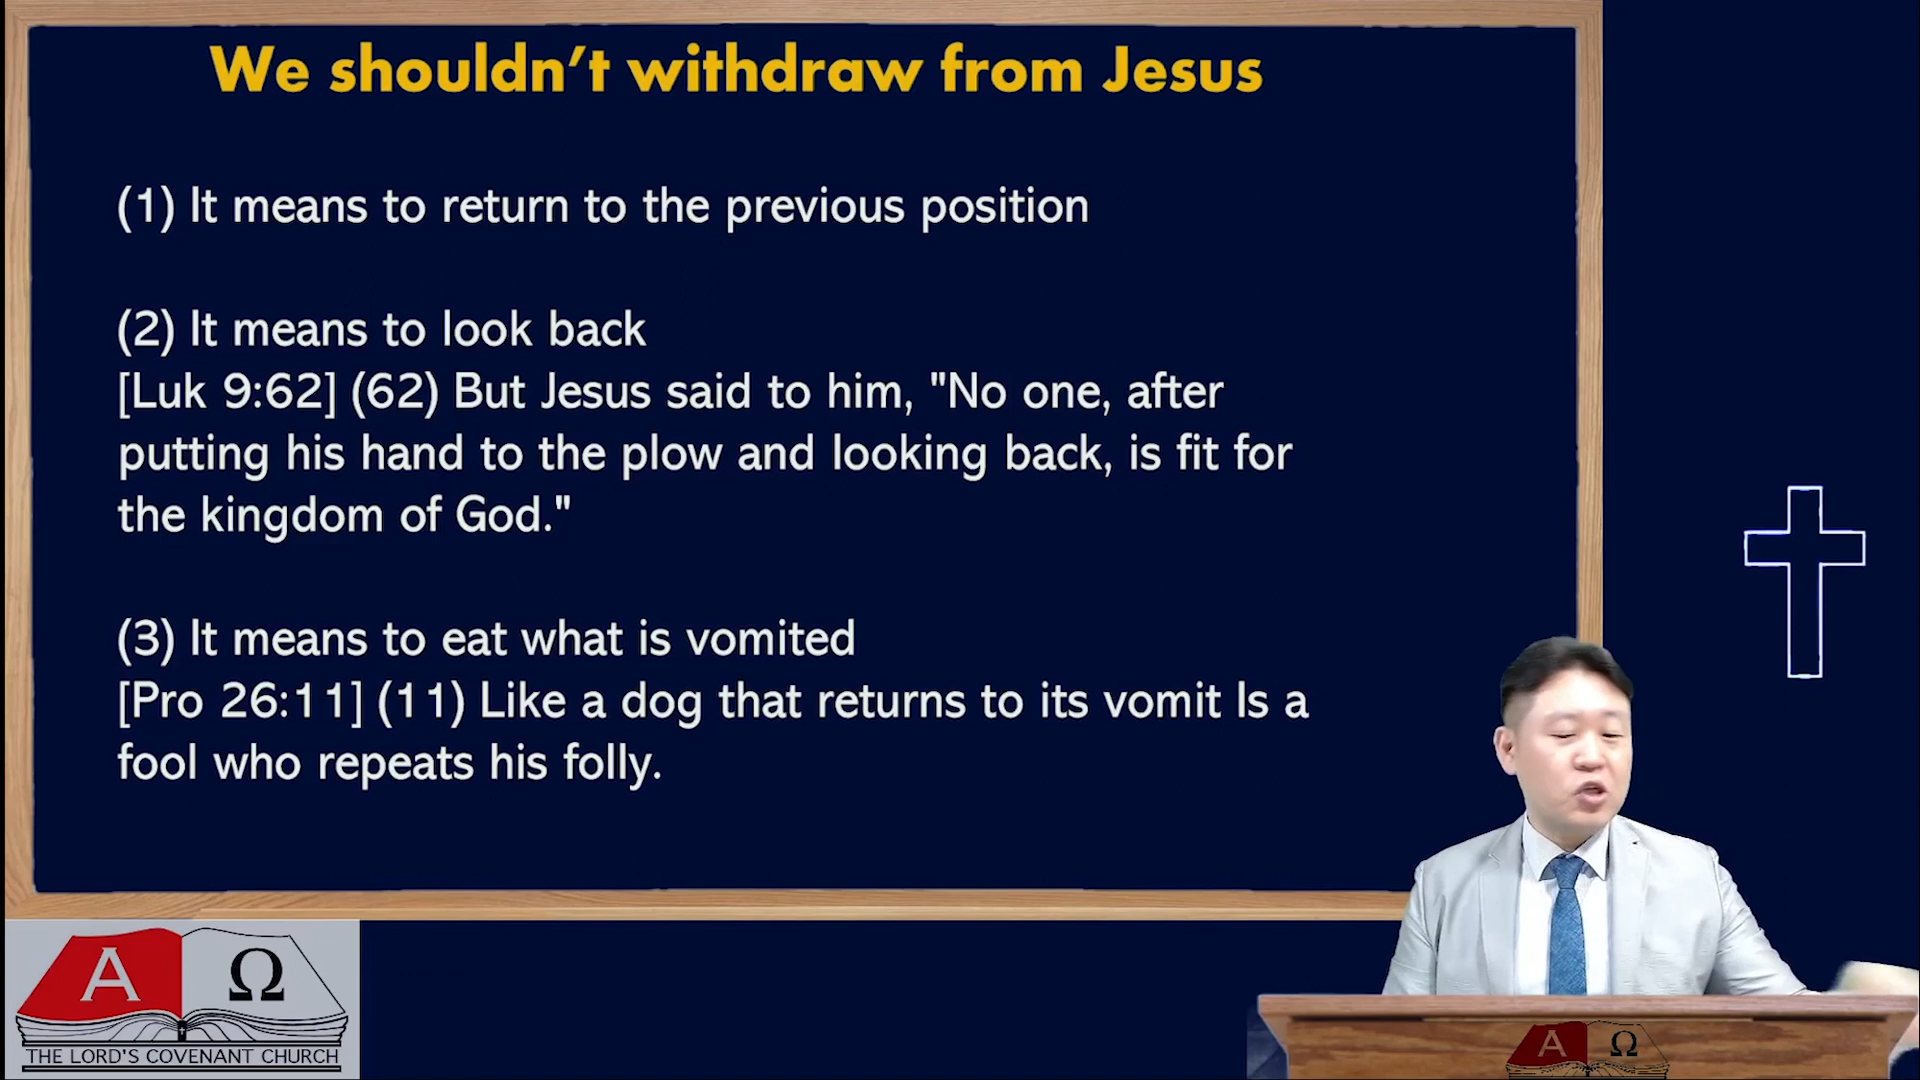 We shouldn't withdraw from Jesus
(1) It means to return to the previous position
(2) It means to look back
[Luk 9:62] (62) But Jesus said to him, "No one, after
putting his hand to the plow and looking back, is fit for
the kingdom of God."
(3) It means to eat what is vomited
[Pro 26:11] (11) Like a dog that returns to its vomit Is a
fool who repeats his folly.
A Ω
THE LORD'S COVENANT CHURCH
A Ω